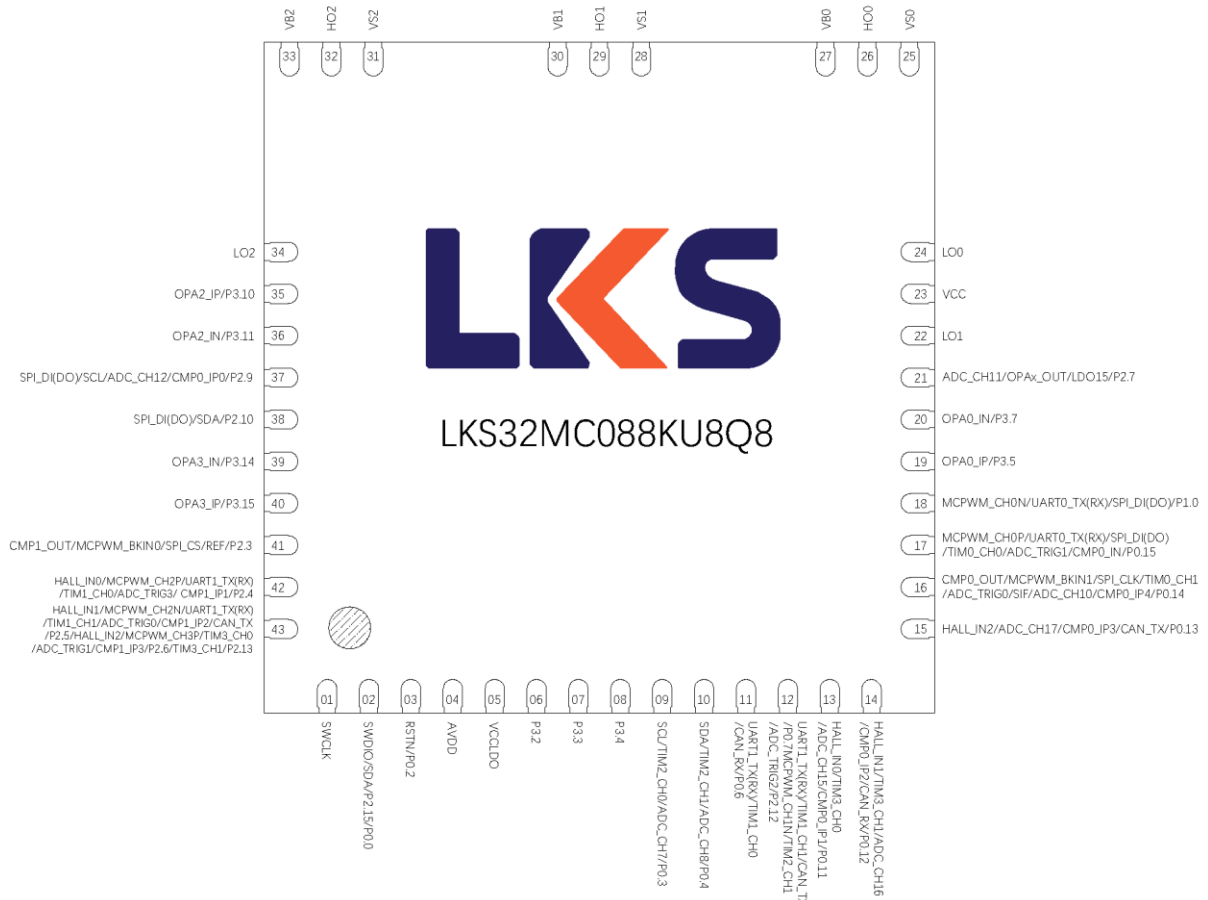 VB2
HO2
VS2
VB1
HO1
VS1
VB0
HO0
VS0
33
32
31
30
29
28
27
26
25
LKS
LKS32MC088KU8Q8
LO2 34
OPA2_IP/P3.10 35
OPA2_IN/P3.11 36
SPI_DI(DO)/SCL/ADC_CH12/CMP0_IP0/P2.9 37
SPI_DI(DO)/SDA/P2.10 38
OPA3_IN/P3.14 39
OPA3_IP/P3.15 40
CMP1_OUT/MCPWM_BKIN0/SPI_CS/REF/P2.3 41
HALL_IN0/MCPWM_CH2P/UART1_TX(RX)
/TIM1_CH0/ADC_TRIG3/ CMP1_IP1/P2.4
42
HALL_IN1/MCPWM_CH2N/UART1_TX(RX)
/TIM1_CH1/ADC_TRIG0/CMP1_IP2/CAN_TX
/P2.5/HALL_IN2/MCPWM_CH3P/TIM3_CH0
/ADC_TRIG1/CMP1_IP3/P2.6/TIM3_CH1/P2.13
43
24 LO0
23 VCC
22 LO1
21 ADC_CH11/OPAx_OUT/LDO15/P2.7
20 OPA0_IN/P3.7
19 OPA0_IP/P3.5
18 MCPWM_CH0N/UART0_TX(RX)/SPI_DI(DO)/P1.0
17 MCPWM_CH0P/UART0_TX(RX)/SPI_DI(DO)
/TIM0_CH0/ADC_TRIG1/CMP0_IN/P0.15
16 CMP0_OUT/MCPWM_BKIN1/SPI_CLK/TIM0_CH1
/ADC_TRIG0/SIF/ADC_CH10/CMP0_IP4/P0.14
15 HALL_IN2/ADC_CH17/CMP0_IP3/CAN_TX/P0.13
01
02
03
04
05
06
07
08
09
10
11
12
13
14
SWCLK
SWDIO/SDA/P2.15/P0.0
RSTN/P0.2
AVDD
VCCLDO
P3.2
P3.3
P3.4
SCL/TIM2_CH0/ADC_CH7/P0.3
SDA/TIM2_CH1/ADC_CH8/P0.4
UART1_TX(RX)/TIM1_CH0
/CAN_RX/P0.6
UART1_TX(RX)/TIM1_CH1/CAN_T
/P0.7MCPWM_CH1N/TIM2_CH1
/ADC_TRIG2/P2.12
HALL_IN0/TIM3_CH0
/ADC_CH15/CMP0_IP1/P0.11
HALL_IN1/TIM3_CH1/ADC_CH16
/CMP0_IP2/CAN_RX/P0.12